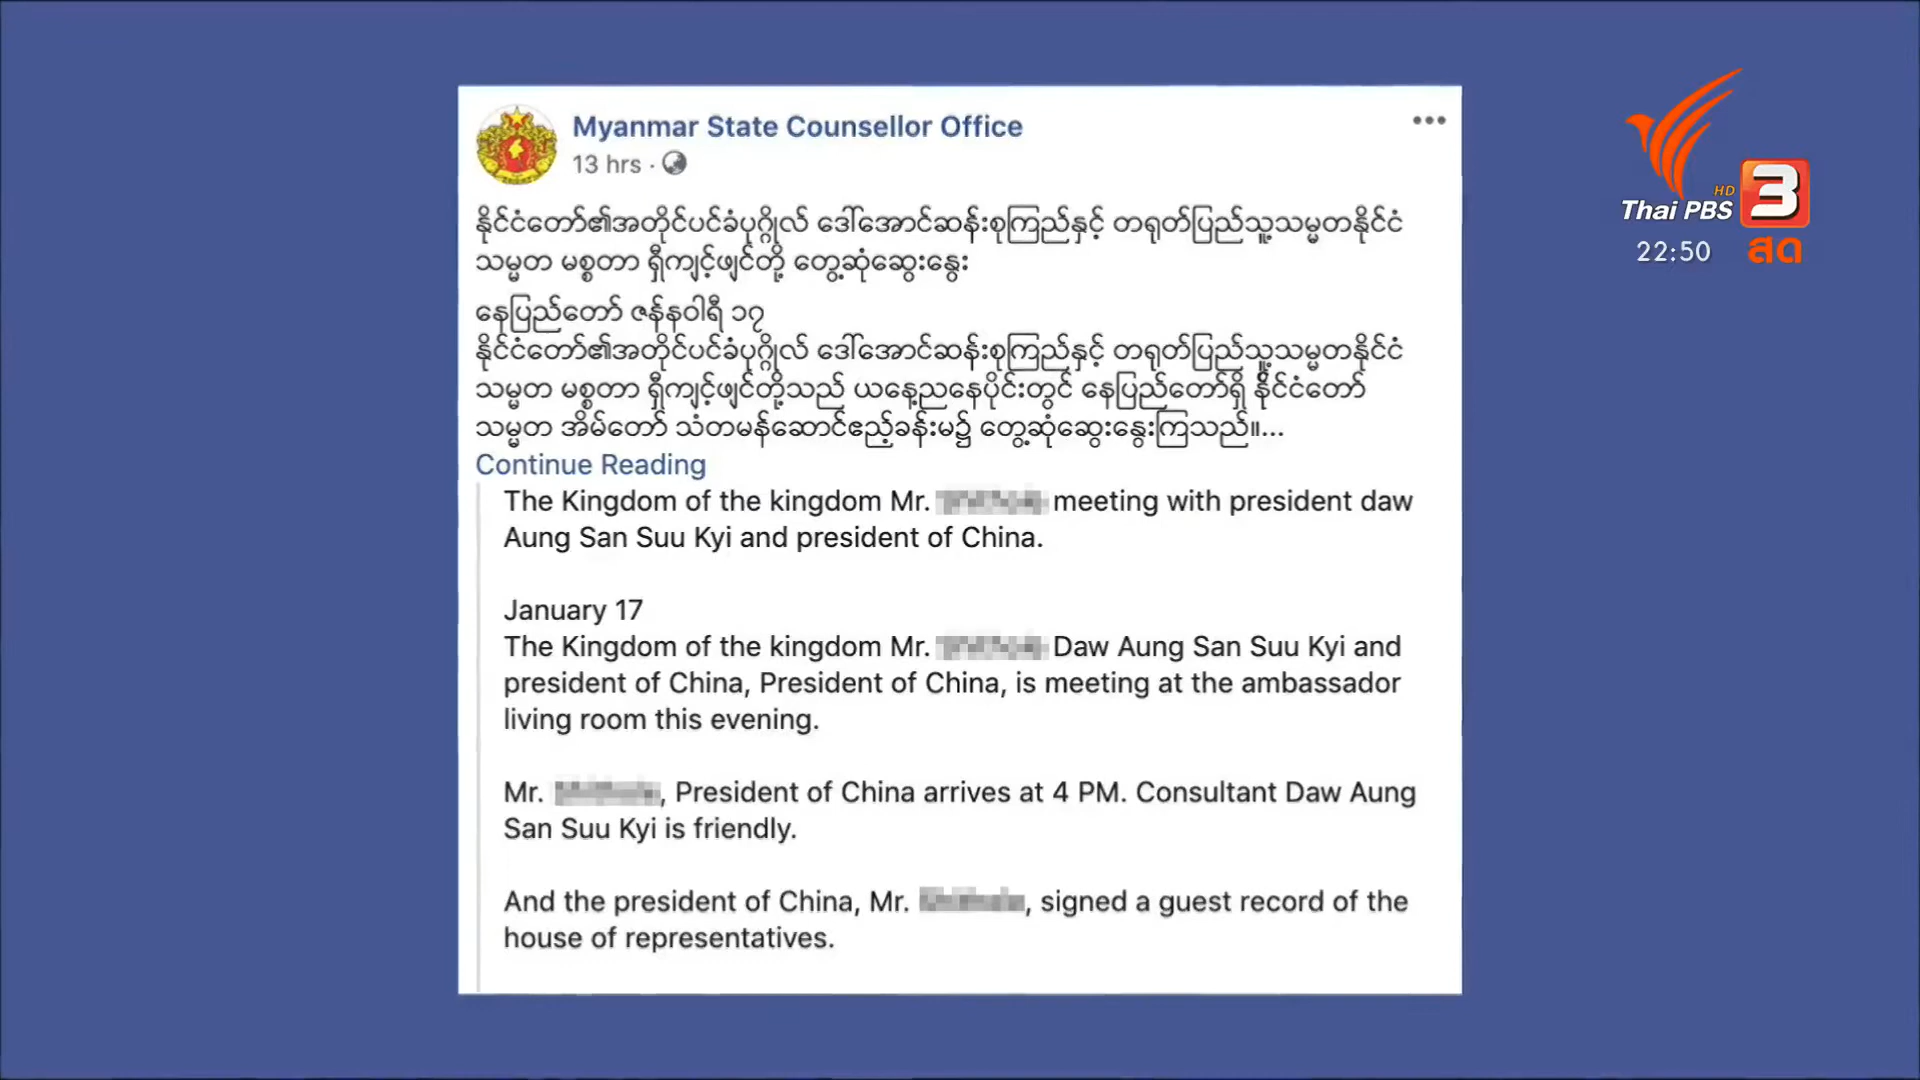 Myanmar State Counsellor Office
13 hrs ·
နိုင်ငံတော်၏အတိုင်ပင်ခံပုဂ္ဂိုလ် ဒေါ်အောင်ဆန်းစုကြည်နှင့် တရုတ်ပြည်သူ့သမ္မတနိုင်ငံ
သမ္မတ မစ္စတာ ရှီကျင့်ဖျင်တို့ တွေ့ဆုံဆွေးနွေး
နေပြည်တော် ဇန်နဝါရီ ၁၇
နိုင်ငံတော်၏အတိုင်ပင်ခံပုဂ္ဂိုလ် ဒေါ်အောင်ဆန်းစုကြည်နှင့် တရုတ်ပြည်သူ့သမ္မတနိုင်ငံ
သမ္မတ မစ္စတာ ရှီကျင့်ဖျင်တို့သည် ယနေ့ညနေပိုင်းတွင် နေပြည်တော်ရှိ နိုင်ငံတော်
သမ္မတ အိမ်တော် သံတမန်ဆောင်ဧည့်ခန်းမ၌ တွေ့ဆုံဆွေးနွေးကြသည်။...
Continue Reading
The Kingdom of the kingdom Mr. meeting with president daw
Aung San Suu Kyi and president of China.
January 17
The Kingdom of the kingdom Mr. Daw Aung San Suu Kyi and
president of China, President of China, is meeting at the ambassador
living room this evening.
Mr. , President of China arrives at 4 PM. Consultant Daw Aung
San Suu Kyi is friendly.
And the president of China, Mr. , signed a guest record of the
house of representatives.
Thai PBS HD 3
22:50 สด